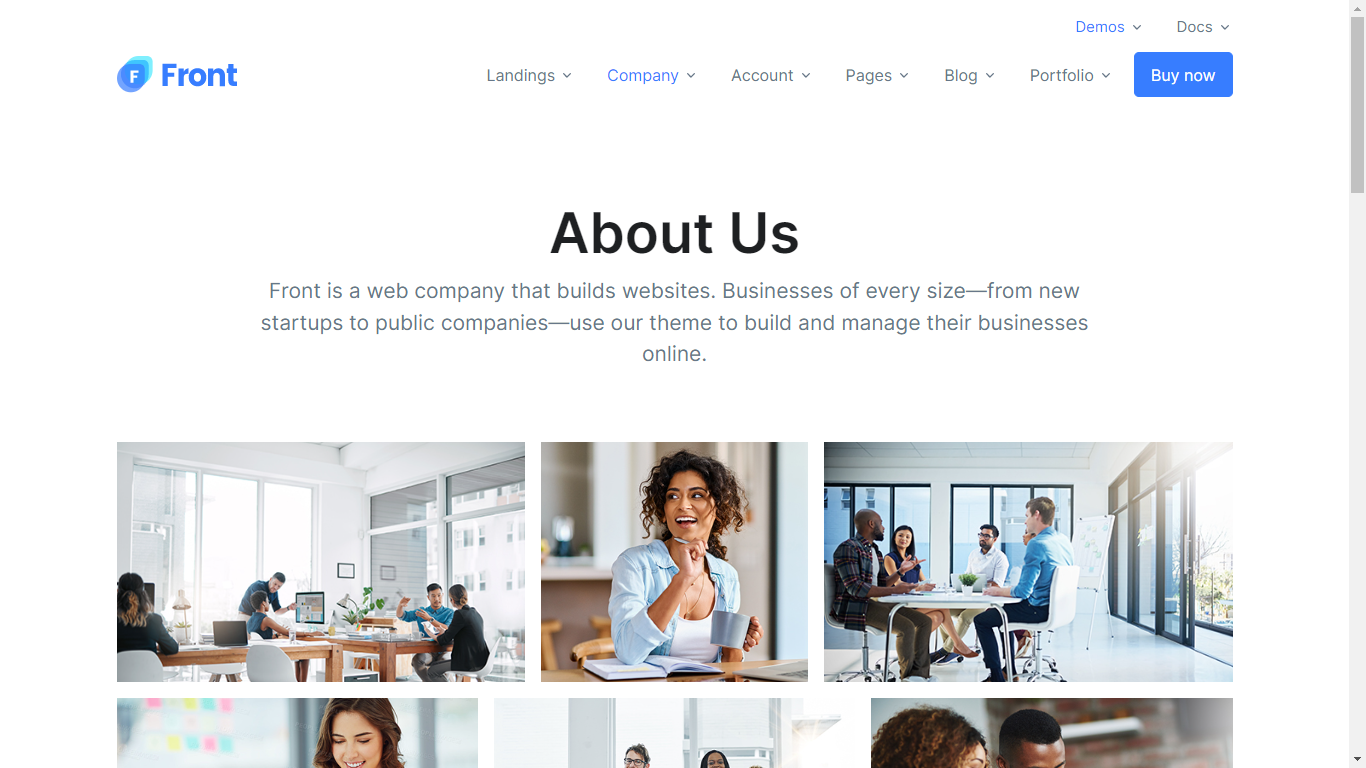 Demos Docs
F Front
Landings Company Account Pages Blog Portfolio Buy now
About Us
Front is a web company that builds websites. Businesses of every size—from new
startups to public companies—use our theme to build and manage their businesses
online.